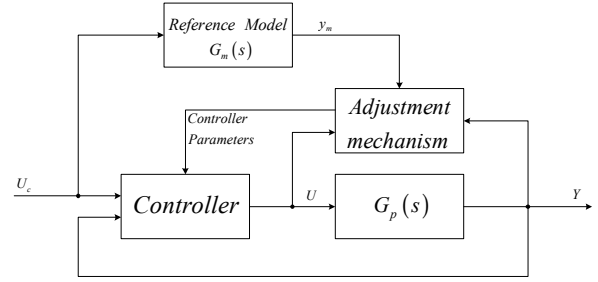 Reference Model
G_m(s)
y_m
Controller
Parameters
Adjustment
mechanism
U_c
Controller
U
G_p(s)
Y